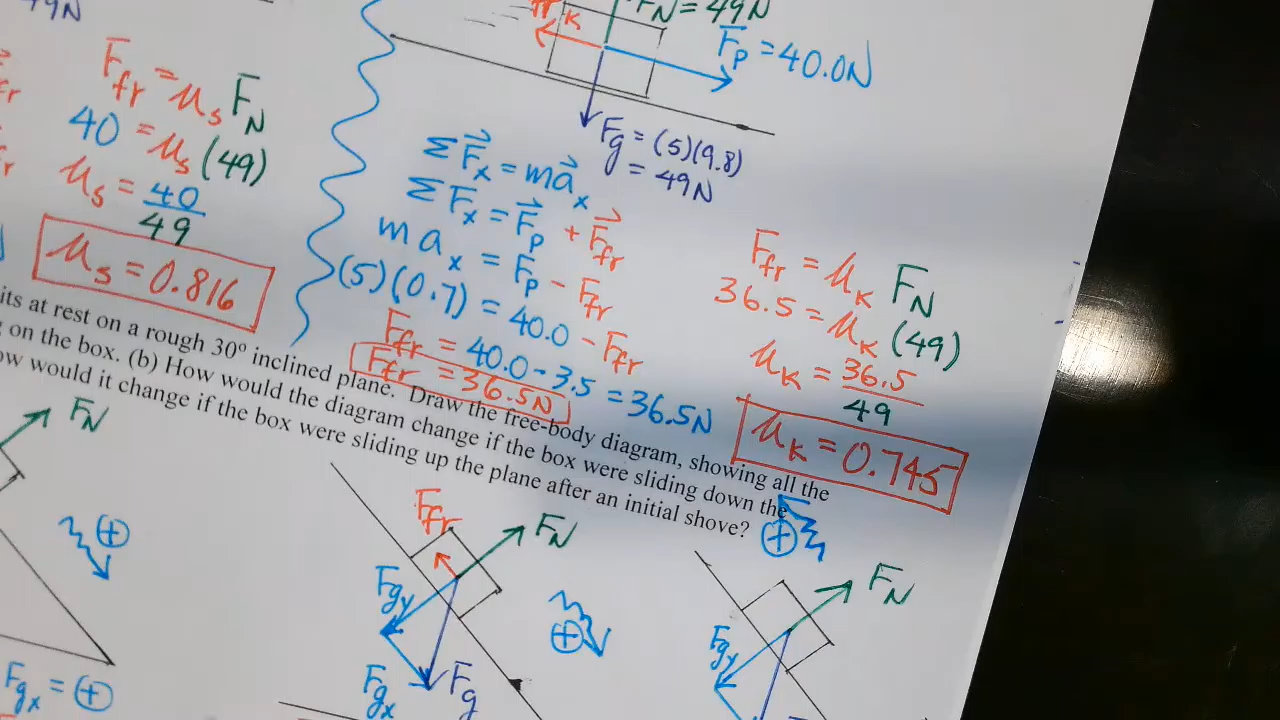 49N
F_fr = μ_s F_N
40 = μ_s (49)
μ_s = 40/49
μ_s = 0.816
F_N = 49N
F_p = 40.0N
F_g = (5)(9.8)
= 49N
ΣF_x = ma_x
ΣF_x = F_p + F_fr
ma_x = F_p - F_fr
(5)(0.7) = 40.0 - F_fr
F_fr = 40.0 - 3.5 = 36.5N
F_fr = 36.5N
F_fr = μ_K F_N
36.5 = μ_K (49)
μ_K = 36.5/49
μ_K = 0.745
its at rest on a rough 30° inclined plane. Draw the free-body diagram, showing all the
on the box. (b) How would the diagram change if the box were sliding down the
would it change if the box were sliding up the plane after an initial shove?
F_N
+
F_gx = +
F_fr
F_N
F_gy
F_gx
F_g
+
+
F_N
F_gy